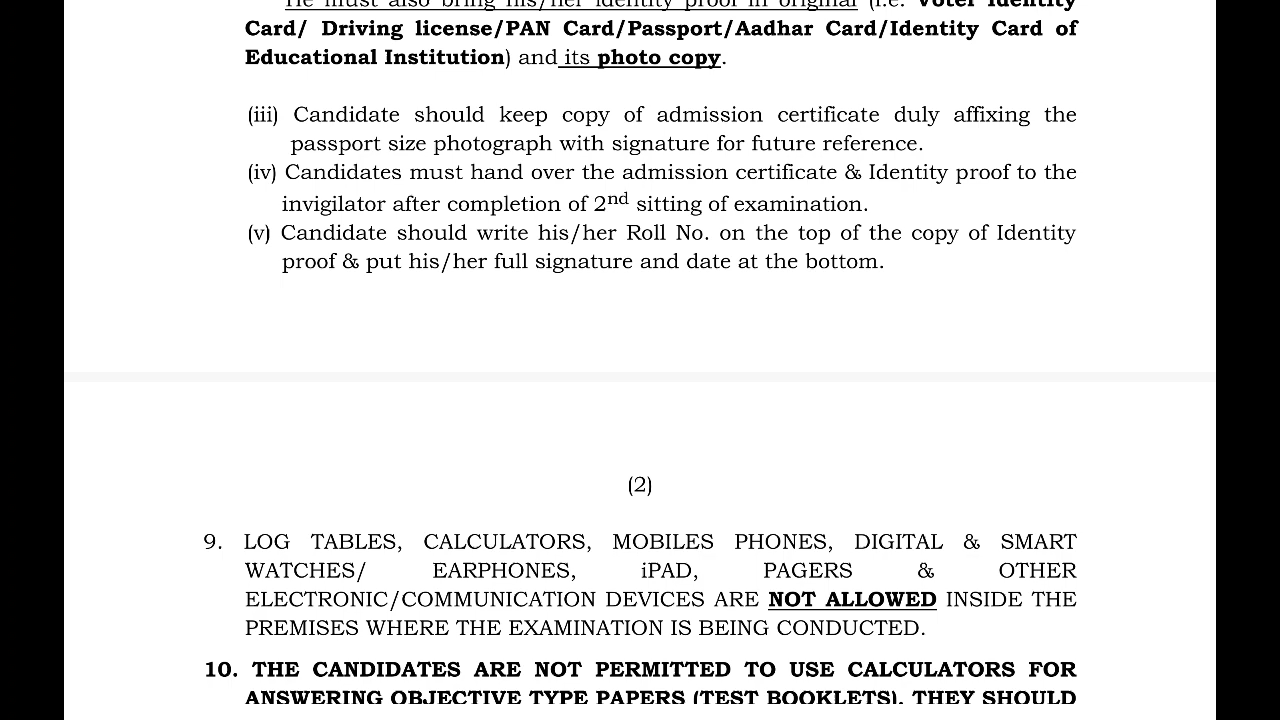 He must also bring his/her identity proof in original (i.e. Voter Identity
Card/ Driving license/PAN Card/Passport/Aadhar Card/Identity Card of
Educational Institution) and its photo copy.
(iii) Candidate should keep copy of admission certificate duly affixing the
passport size photograph with signature for future reference.
(iv) Candidates must hand over the admission certificate & Identity proof to the
invigilator after completion of 2nd sitting of examination.
(v) Candidate should write his/her Roll No. on the top of the copy of Identity
proof & put his/her full signature and date at the bottom.
(2)
9. LOG TABLES, CALCULATORS, MOBILES PHONES, DIGITAL & SMART
WATCHES/ EARPHONES, iPAD, PAGERS & OTHER
ELECTRONIC/COMMUNICATION DEVICES ARE NOT ALLOWED INSIDE THE
PREMISES WHERE THE EXAMINATION IS BEING CONDUCTED.
10. THE CANDIDATES ARE NOT PERMITTED TO USE CALCULATORS FOR
ANSWERING OBJECTIVE TYPE PAPERS (TEST BOOKLETS). THEY SHOULD